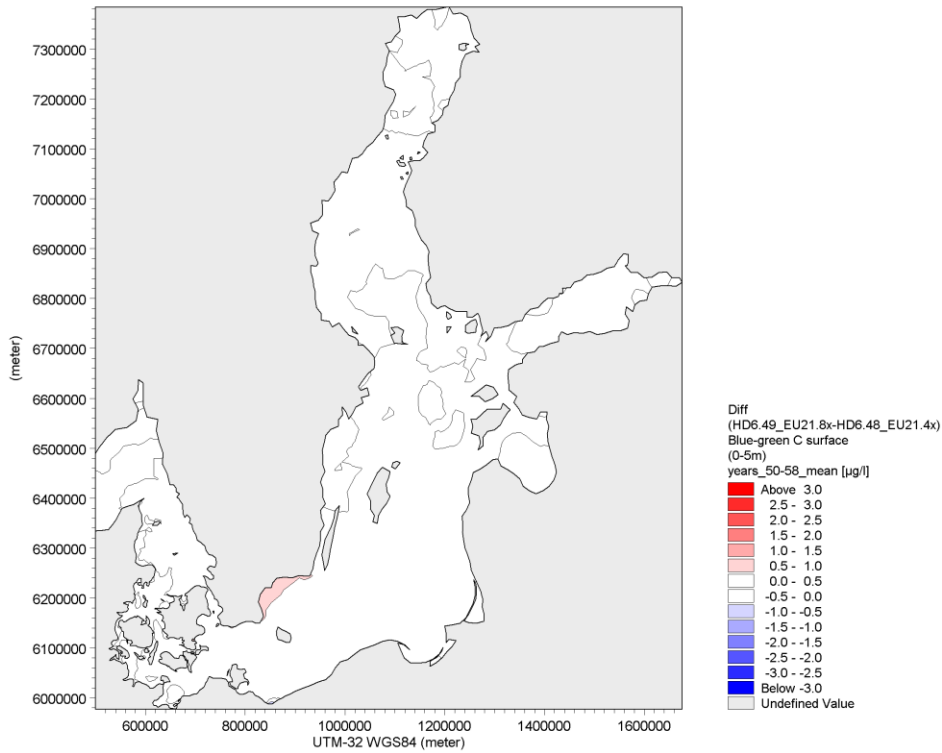 7300000
7200000
7100000
7000000
6900000
6800000
6700000
6600000
6500000
6400000
6300000
6200000
6100000
6000000
(meter)
600000 800000 1000000 1200000 1400000 1600000
UTM-32 WGS84 (meter)
Diff
(HD6.49_EU21.8x-HD6.48_EU21.4x)
Blue-green C surface
(0-5m)
years_50-58_mean [µg/l]
Above 3.0
2.5 - 3.0
2.0 - 2.5
1.5 - 2.0
1.0 - 1.5
0.5 - 1.0
0.0 - 0.5
-0.5 - 0.0
-1.0 - -0.5
-1.5 - -1.0
-2.0 - -1.5
-2.5 - -2.0
-3.0 - -2.5
Below -3.0
Undefined Value